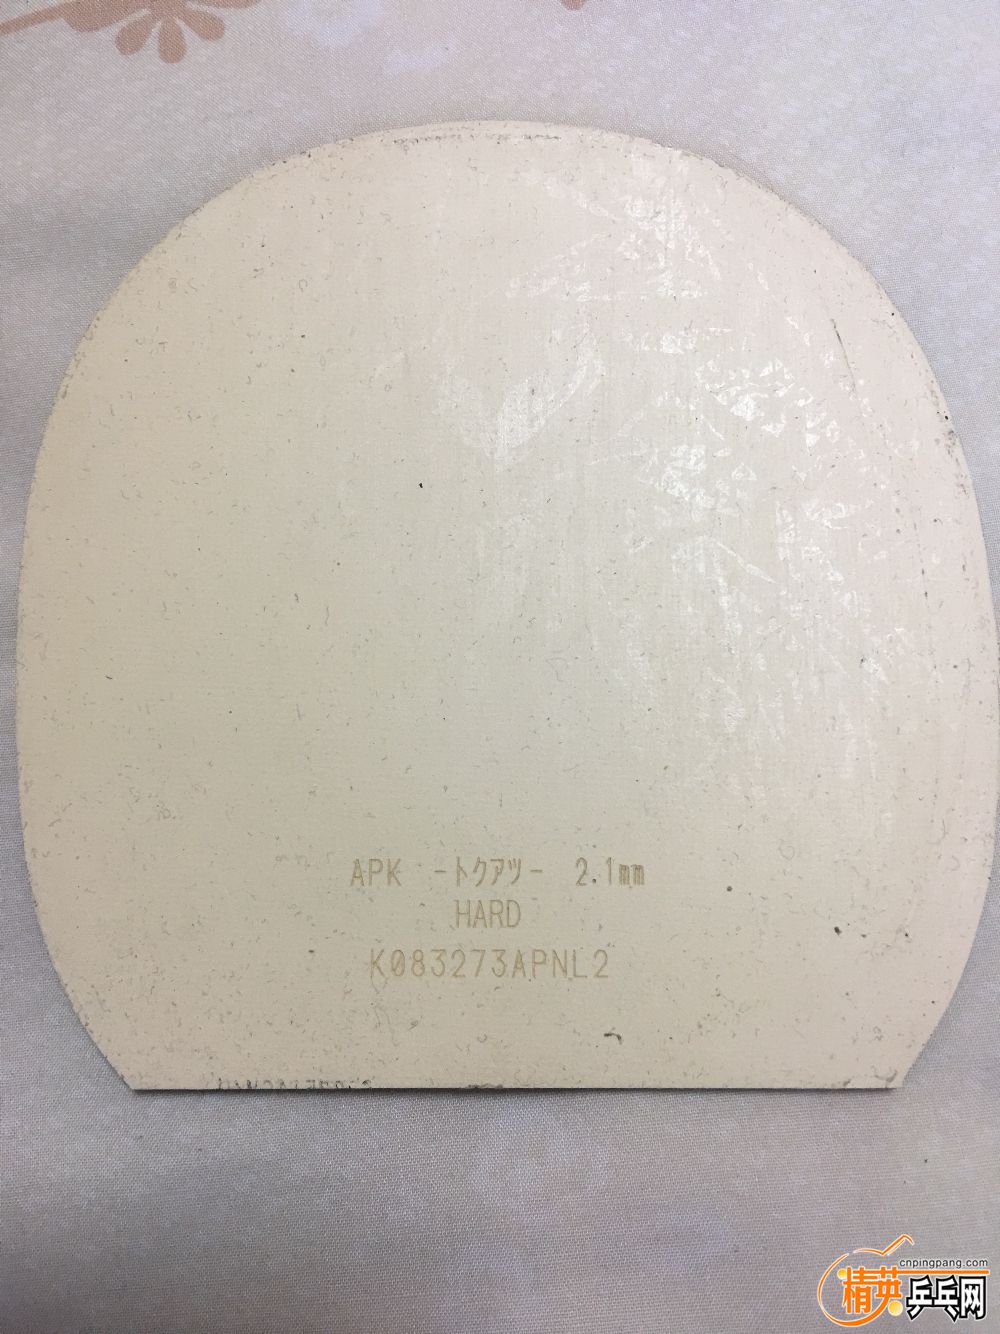 APK -ﾄｸｱﾂ- 2.1mm
HARD
K083273APNL2
cnpingpang.com
精英乒乓网